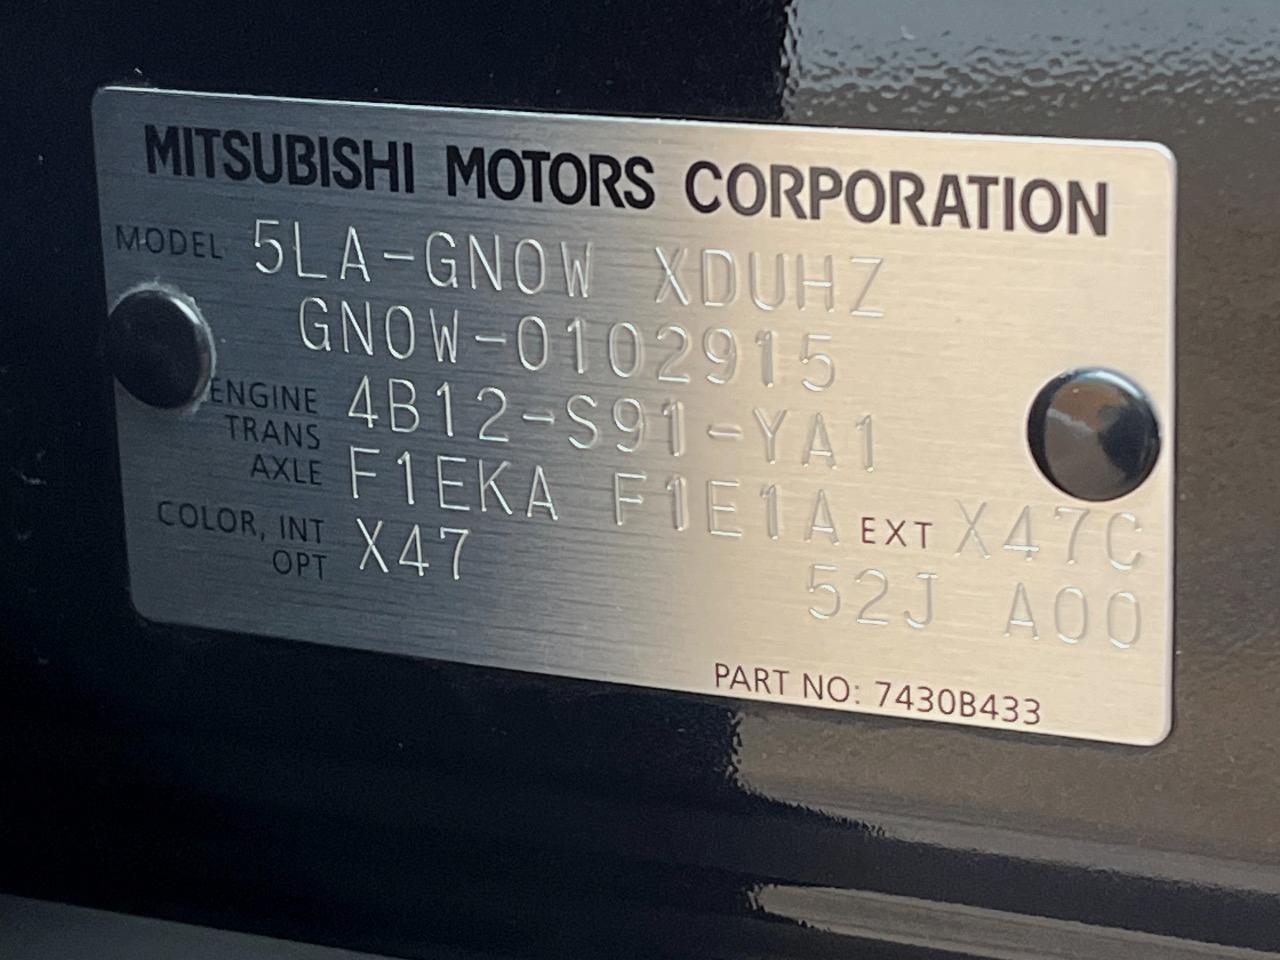 MITSUBISHI MOTORS CORPORATION
MODEL 5LA-GN0W XDUHZ
GN0W-0102915
ENGINE 4B12-S91-YA1
TRANS
AXLE F1EKA F1E1A
COLOR, INT X47 EXT X47C
OPT 52J A00
PART NO: 7430B433